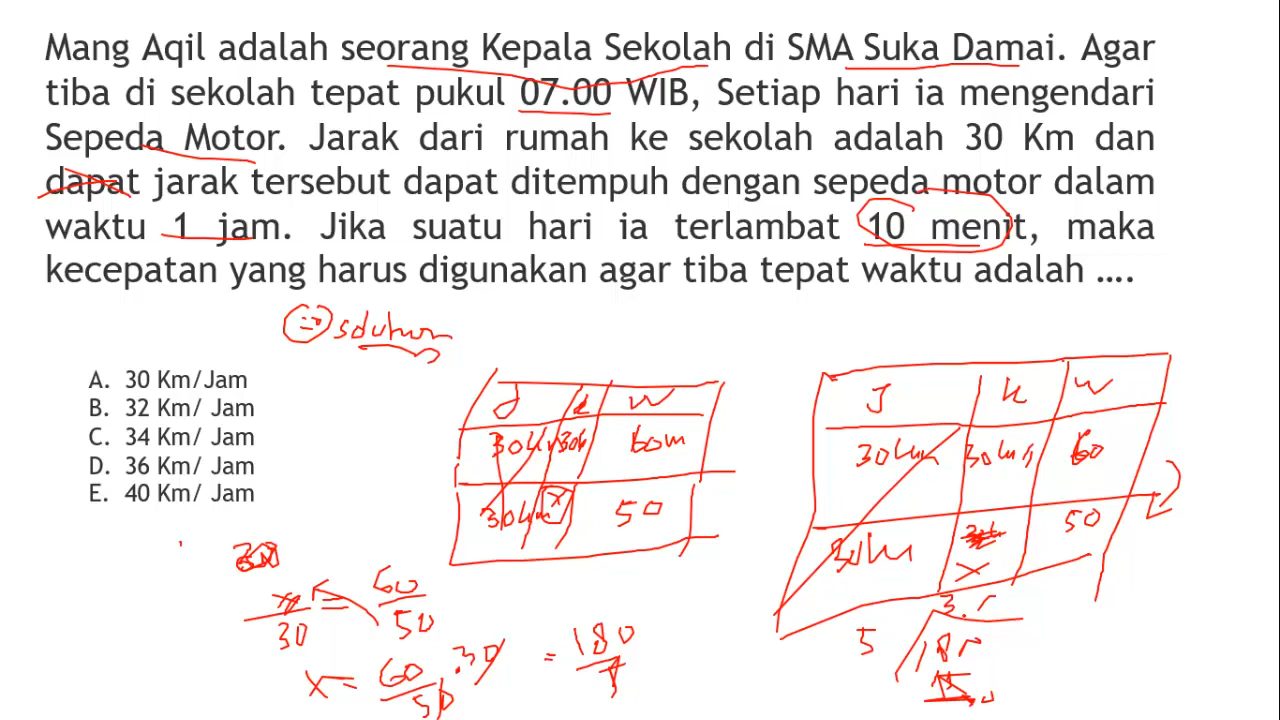 Mang Aqil adalah seorang Kepala Sekolah di SMA Suka Damai. Agar
tiba di sekolah tepat pukul 07.00 WIB, Setiap hari ia mengendari
Sepeda Motor. Jarak dari rumah ke sekolah adalah 30 Km dan
dapat jarak tersebut dapat ditempuh dengan sepeda motor dalam
waktu 1 jam. Jika suatu hari ia terlambat 10 menit, maka
kecepatan yang harus digunakan agar tiba tepat waktu adalah ....
A. 30 Km/Jam
B. 32 Km/ Jam
C. 34 Km/ Jam
D. 36 Km/ Jam
E. 40 Km/ Jam
J k w
30km 60
50
x
w
50
x
30
= 60
50
x = 60
50
. 30
= 180
5